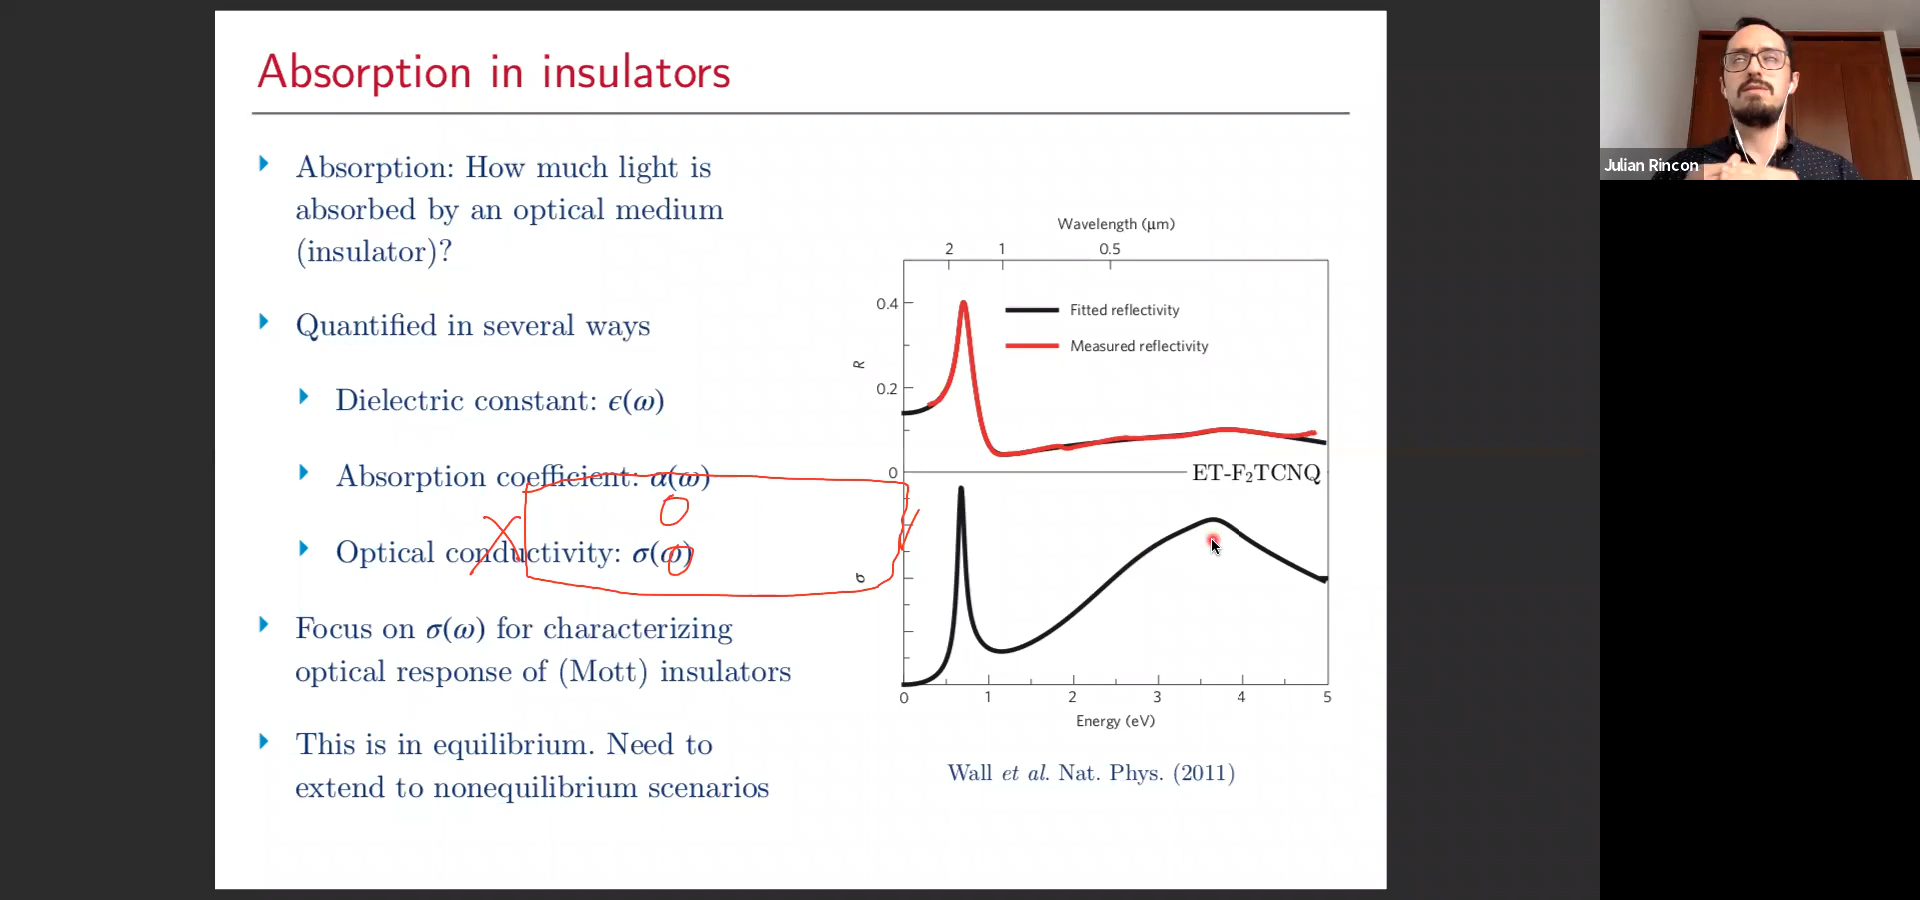 Absorption in insulators
Absorption: How much light is
absorbed by an optical medium
(insulator)?
Quantified in several ways
Dielectric constant: ϵ(ω)
Absorption coefficient: α(ω)
Optical conductivity: σ(ω)
Focus on σ(ω) for characterizing
optical response of (Mott) insulators
This is in equilibrium. Need to
extend to nonequilibrium scenarios
Wavelength (μm)
2 1 0.5
Fitted reflectivity
Measured reflectivity
R
0.4
0.2
0
ET-F₂TCNQ
σ
0 1 2 3 4 5
Energy (eV)
Wall et al. Nat. Phys. (2011)
Julian Rincon